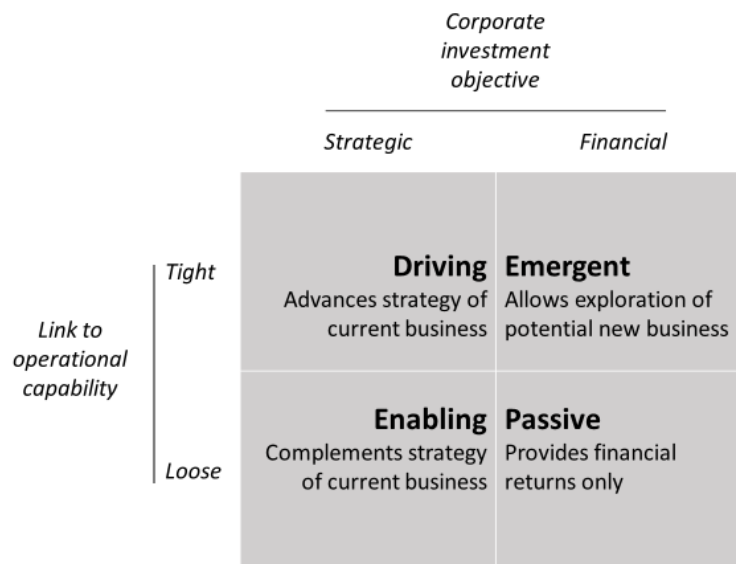 Corporate
investment
objective
Strategic
Financial
Link to
operational
capability
Tight
Loose
Driving
Advances strategy of
current business
Emergent
Allows exploration of
potential new business
Enabling
Complements strategy
of current business
Passive
Provides financial
returns only